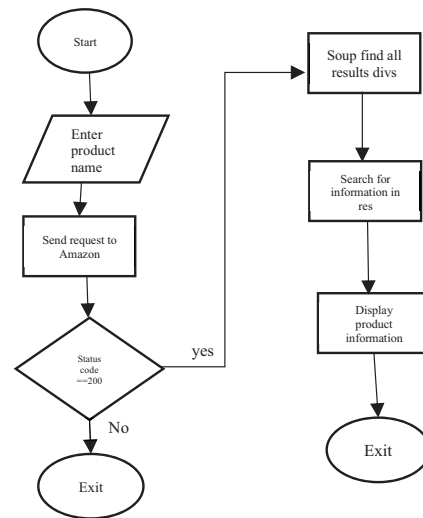 Start
Enter
product
name
Send request to
Amazon
Status
code
==200
yes
No
Exit
Soup find all
results divs
Search for
information in
res
Display
product
information
Exit